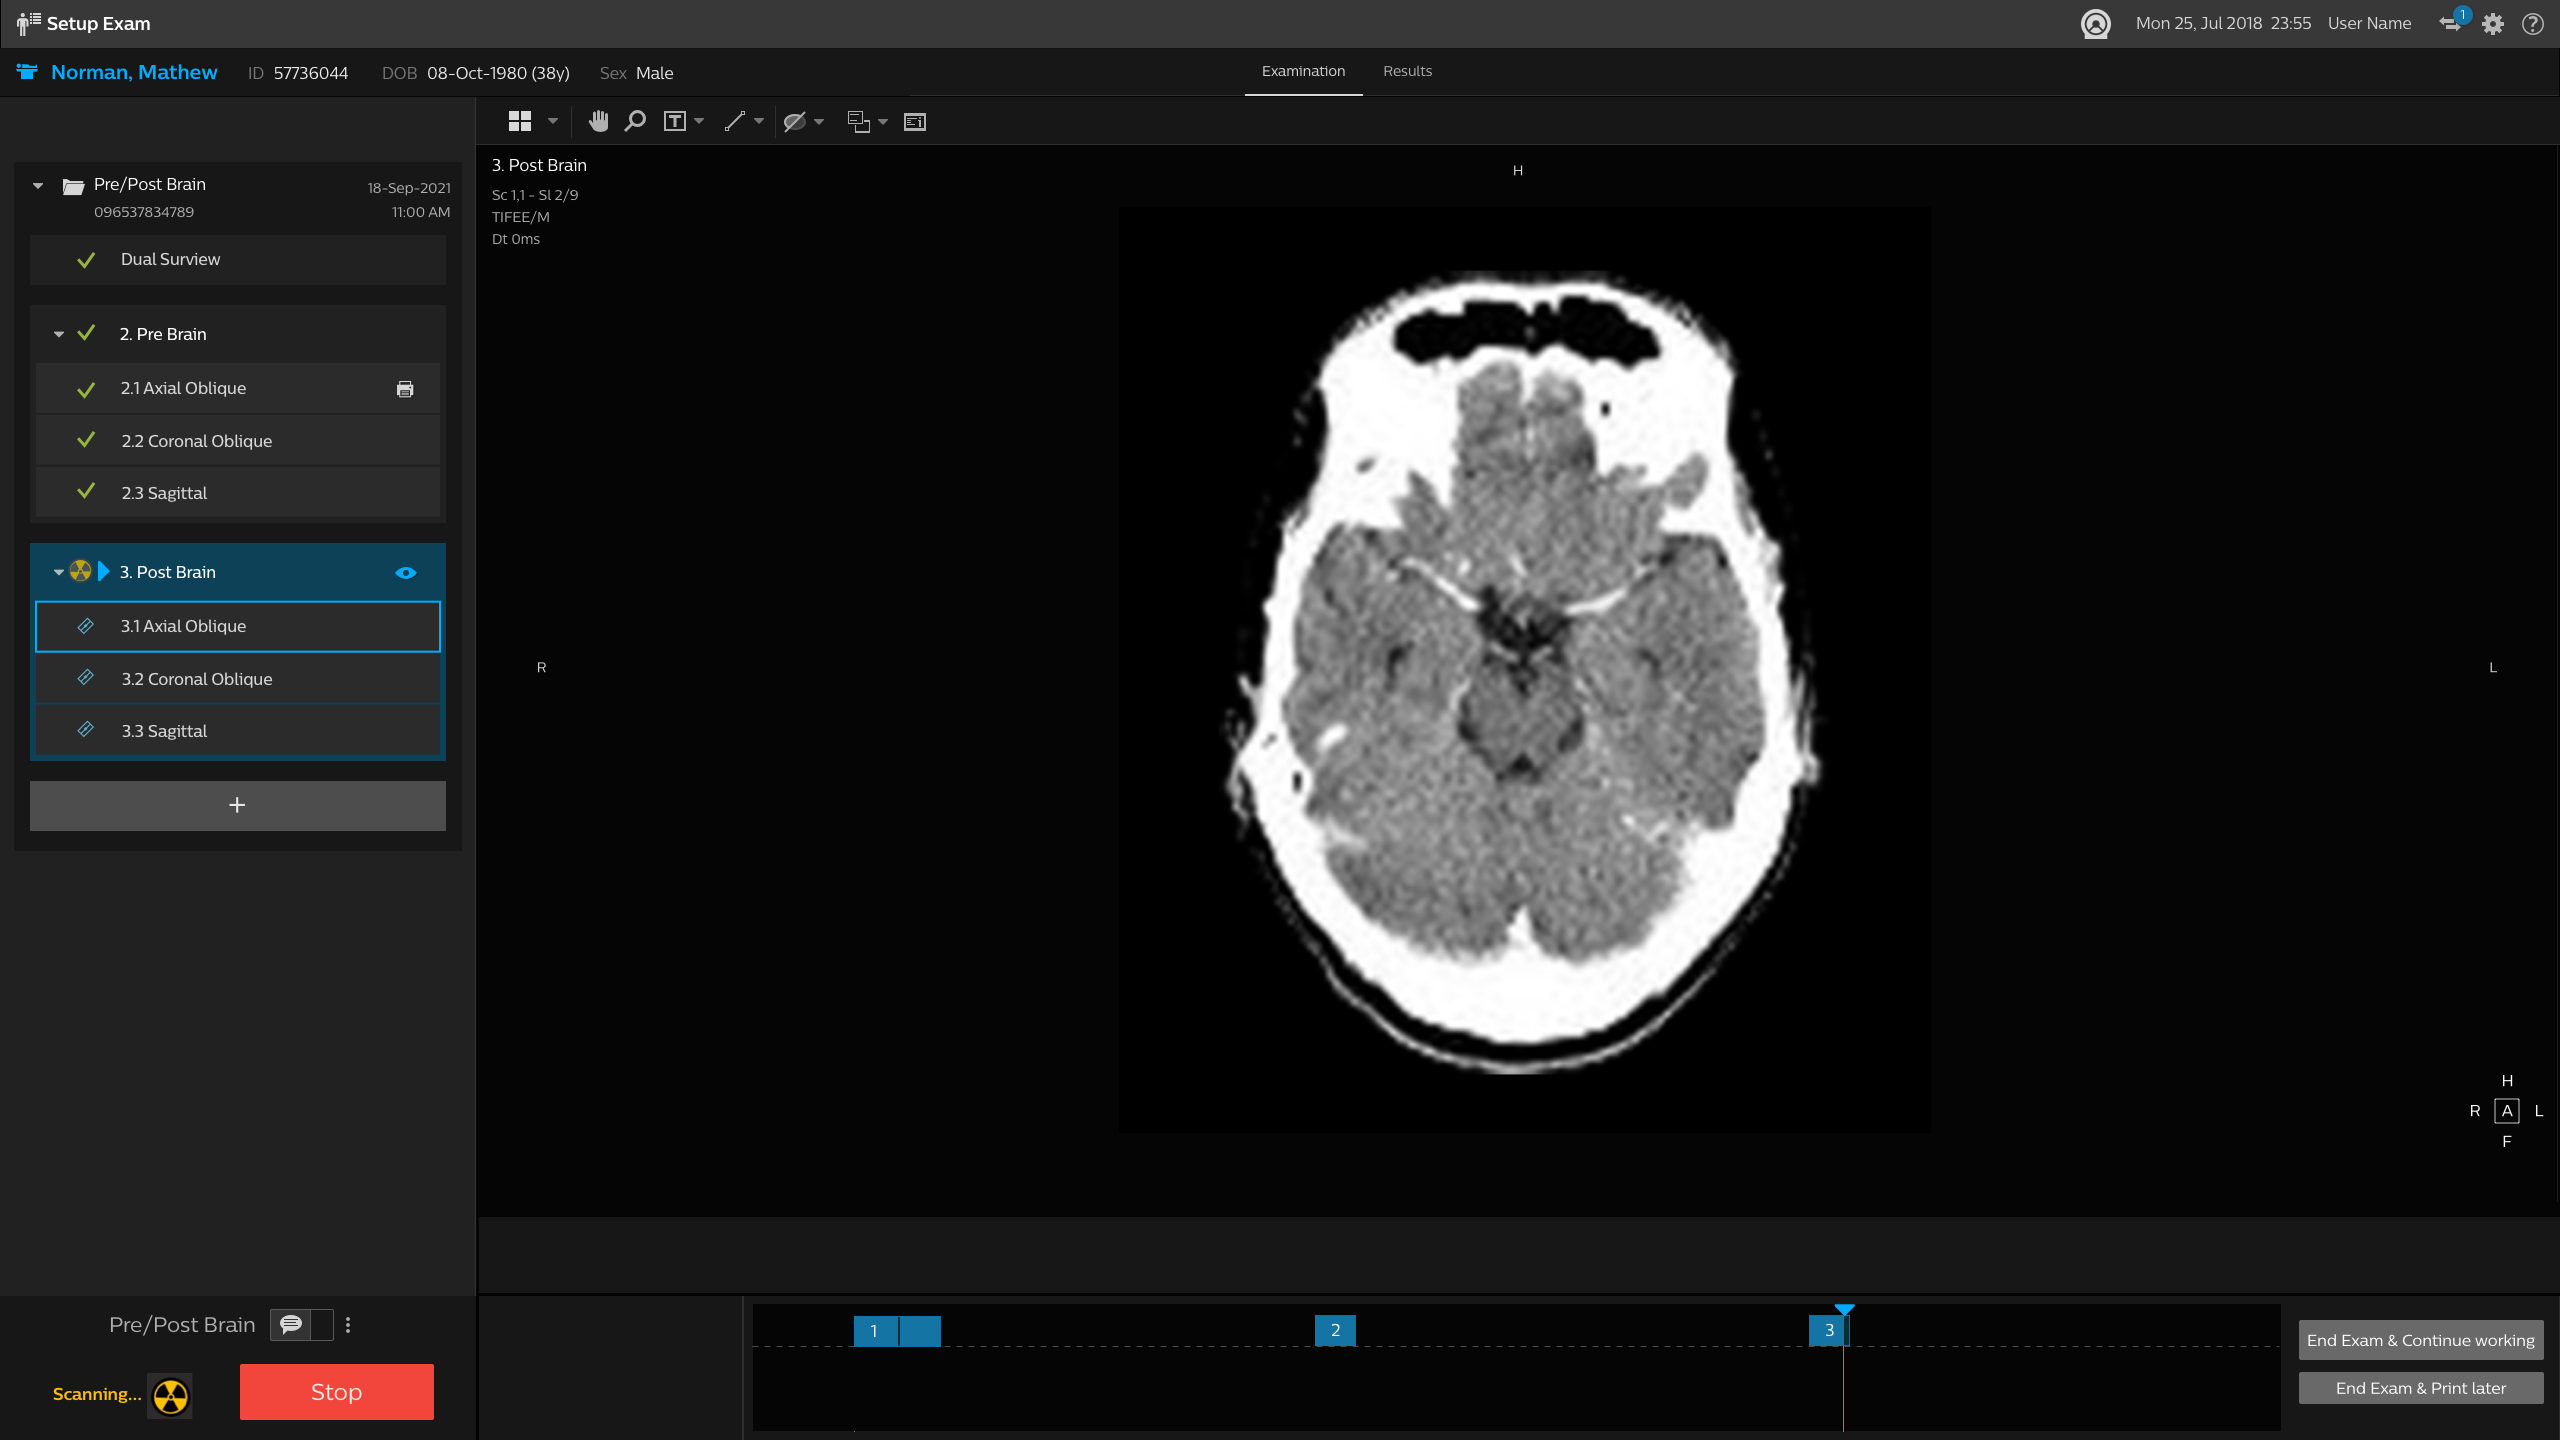 Setup Exam
Mon 25, Jul 2018 23:55 User Name 1
Norman, Mathew ID 57736044 DOB 08-Oct-1980 (38y) Sex Male
Examination Results
Pre/Post Brain 18-Sep-2021
096537834789 11:00 AM
Dual Surview
2. Pre Brain
2.1 Axial Oblique
2.2 Coronal Oblique
2.3 Sagittal
3. Post Brain
3.1 Axial Oblique
3.2 Coronal Oblique
3.3 Sagittal
+
T
3. Post Brain
Sc 1,1 - Sl 2/9
TIFEE/M
Dt 0ms
H
R
L
H
R A L
F
Pre/Post Brain
Scanning...
Stop
1 2 3
End Exam & Continue working
End Exam & Print later